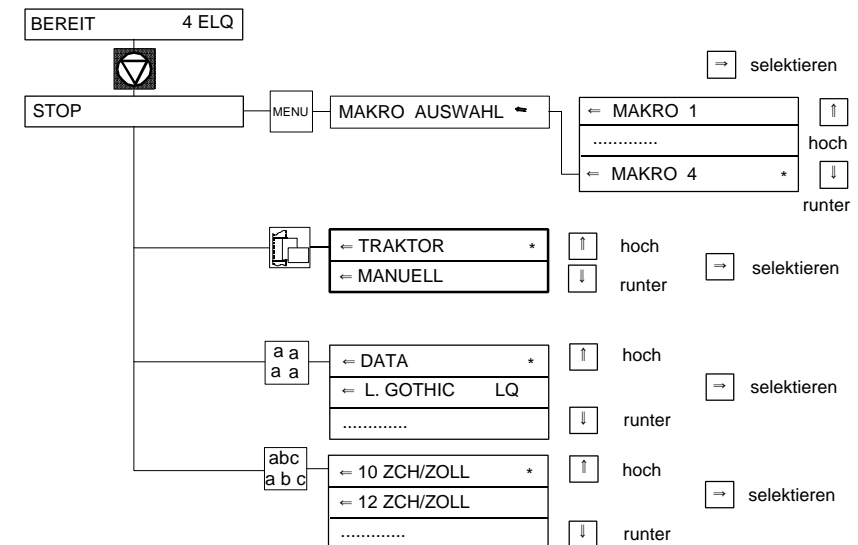 BEREIT 4 ELQ
⇒ selektieren
STOP
MENU
MAKRO AUSWAHL ⇐
⇐ MAKRO 1
⇑
.............
hoch
⇐ MAKRO 4 *
⇓
runter
⇐ TRAKTOR *
⇑ hoch
⇐ MANUELL
⇓ runter
⇒ selektieren
a a
a a
⇐ DATA *
⇑ hoch
⇐ L. GOTHIC LQ
⇒ selektieren
.............
⇓ runter
abc
a b c
⇐ 10 ZCH/ZOLL *
⇑ hoch
⇐ 12 ZCH/ZOLL
⇒ selektieren
.............
⇓ runter